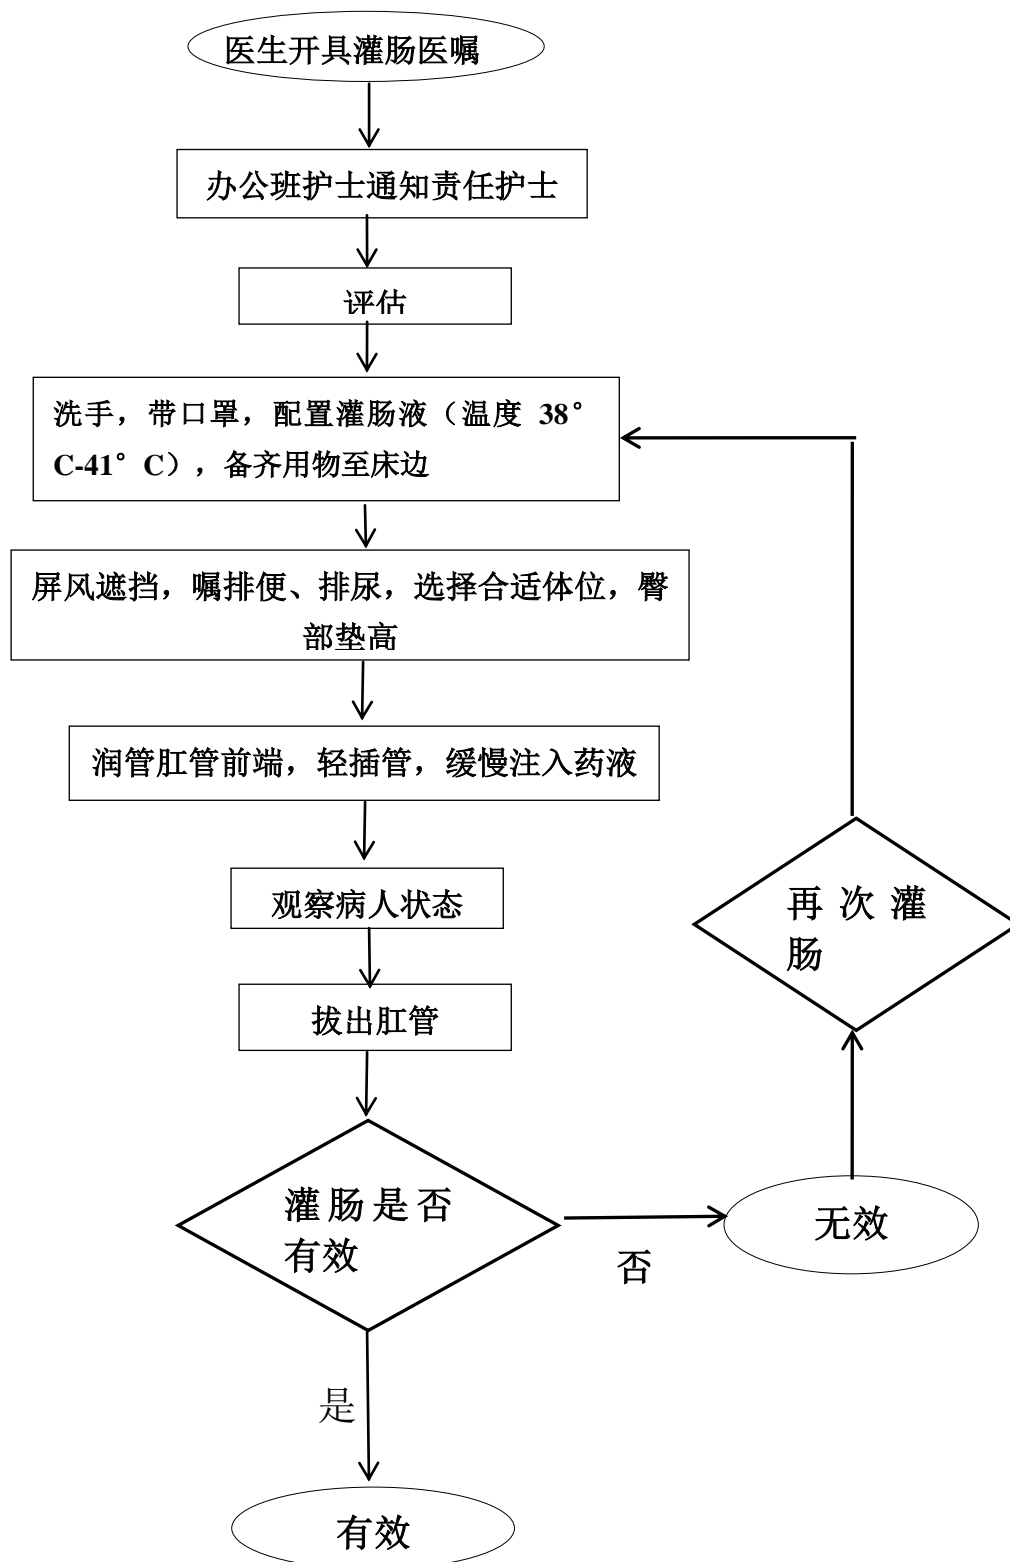 医生开具灌肠医嘱
办公班护士通知责任护士
评估
洗手，带口罩，配置灌肠液（温度 38°
C-41°C），备齐用物至床边
屏风遮挡，嘱排便、排尿，选择合适体位，臀
部垫高
润管肛管前端，轻插管，缓慢注入药液
观察病人状态
再次灌
肠
拔出肛管
灌肠是否
有效
否
无效
是
有效